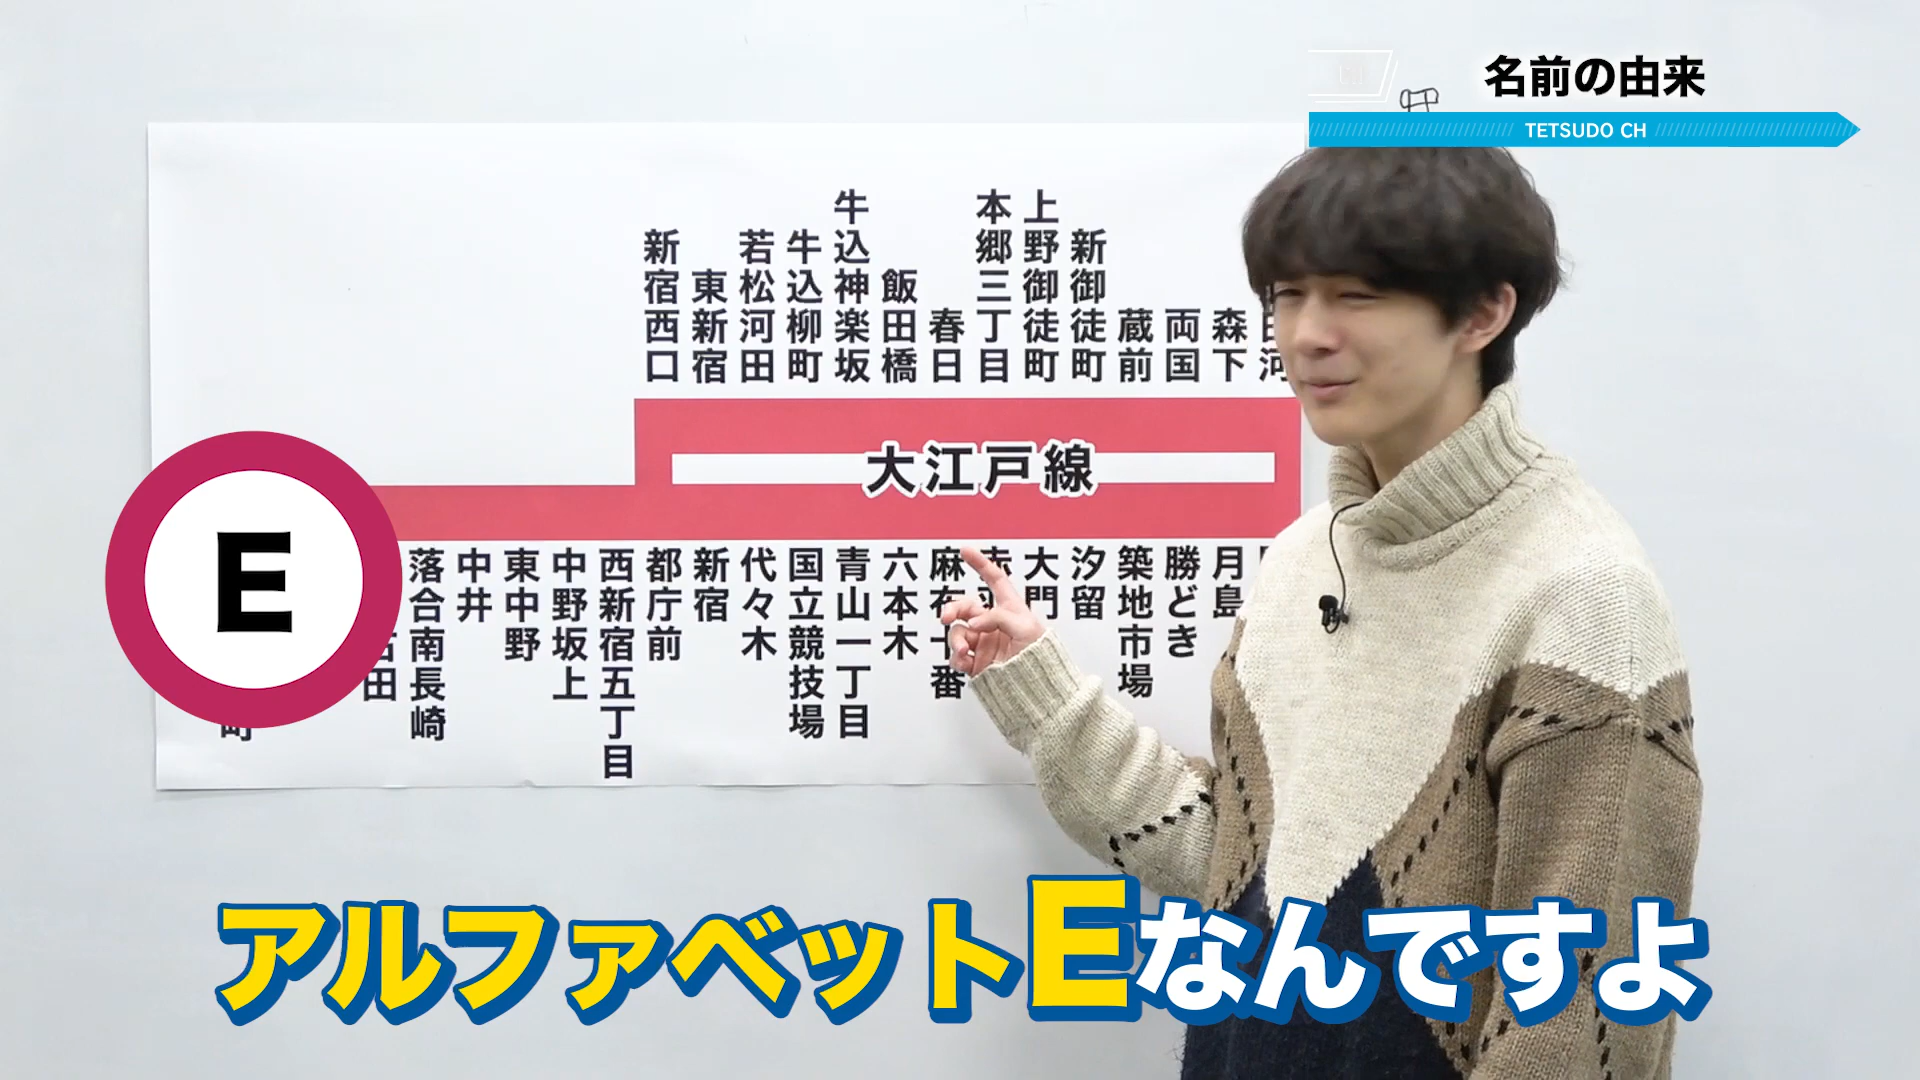 名前の由来
TETSUDO CH
新宿西口
東新宿
若松河田
牛込柳町
牛込神楽坂
飯田橋
春日
本郷三丁目
上野御徒町
新御徒町
蔵前
両国
森下
大江戸線
E
落合南長崎
中井
東中野
中野坂上
西新宿五丁目
都庁前
新宿
代々木
国立競技場
青山一丁目
六本木
麻布十番
大門
汐留
築地市場
勝どき
月島
アルファベットEなんですよ